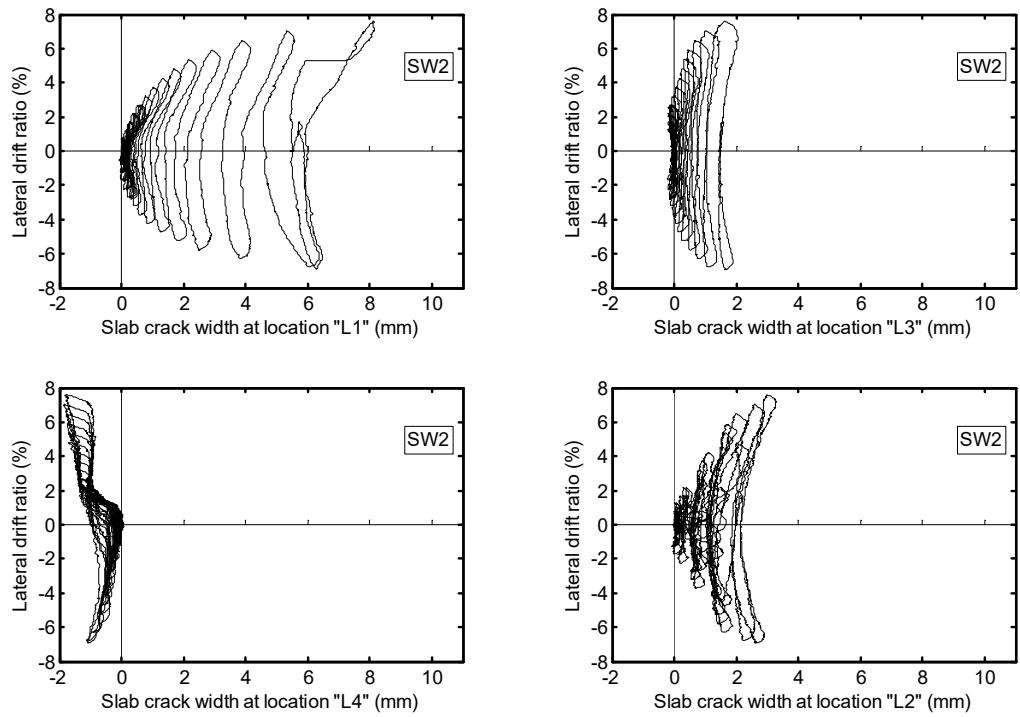 8
6
4
2
0
-2
-4
-6
-8
Lateral drift ratio (%)
SW2
-2 0 2 4 6 8 10
Slab crack width at location "L1" (mm)
8
6
4
2
0
-2
-4
-6
-8
Lateral drift ratio (%)
SW2
-2 0 2 4 6 8 10
Slab crack width at location "L3" (mm)
8
6
4
2
0
-2
-4
-6
-8
Lateral drift ratio (%)
SW2
-2 0 2 4 6 8 10
Slab crack width at location "L4" (mm)
8
6
4
2
0
-2
-4
-6
-8
Lateral drift ratio (%)
SW2
-2 0 2 4 6 8 10
Slab crack width at location "L2" (mm)